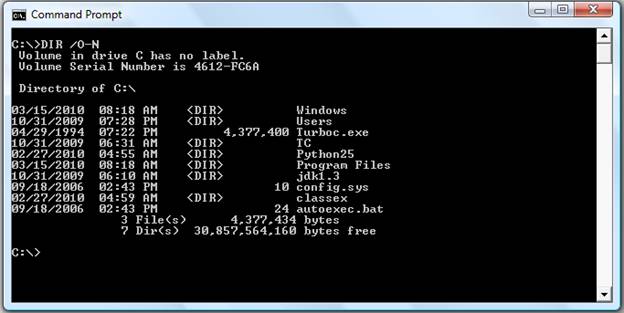 Command Prompt
C:\>DIR /O-N
Volume in drive C has no label.
Volume Serial Number is 4612-FC6A
Directory of C:\
03/15/2010  08:18 AM    <DIR>          Windows
10/31/2009  07:28 PM    <DIR>          Users
04/29/1994  07:22 PM         4,377,400 Turboc.exe
10/31/2009  06:31 AM    <DIR>          TC
02/27/2010  04:55 AM    <DIR>          Python25
03/15/2010  08:18 AM    <DIR>          Program Files
10/31/2009  06:10 AM    <DIR>          jdk1.3
09/18/2006  02:43 PM                10 config.sys
02/27/2010  04:59 AM    <DIR>          classex
09/18/2006  02:43 PM                24 autoexec.bat
3 File(s)      4,377,434 bytes
7 Dir(s)  30,857,564,160 bytes free
C:\>